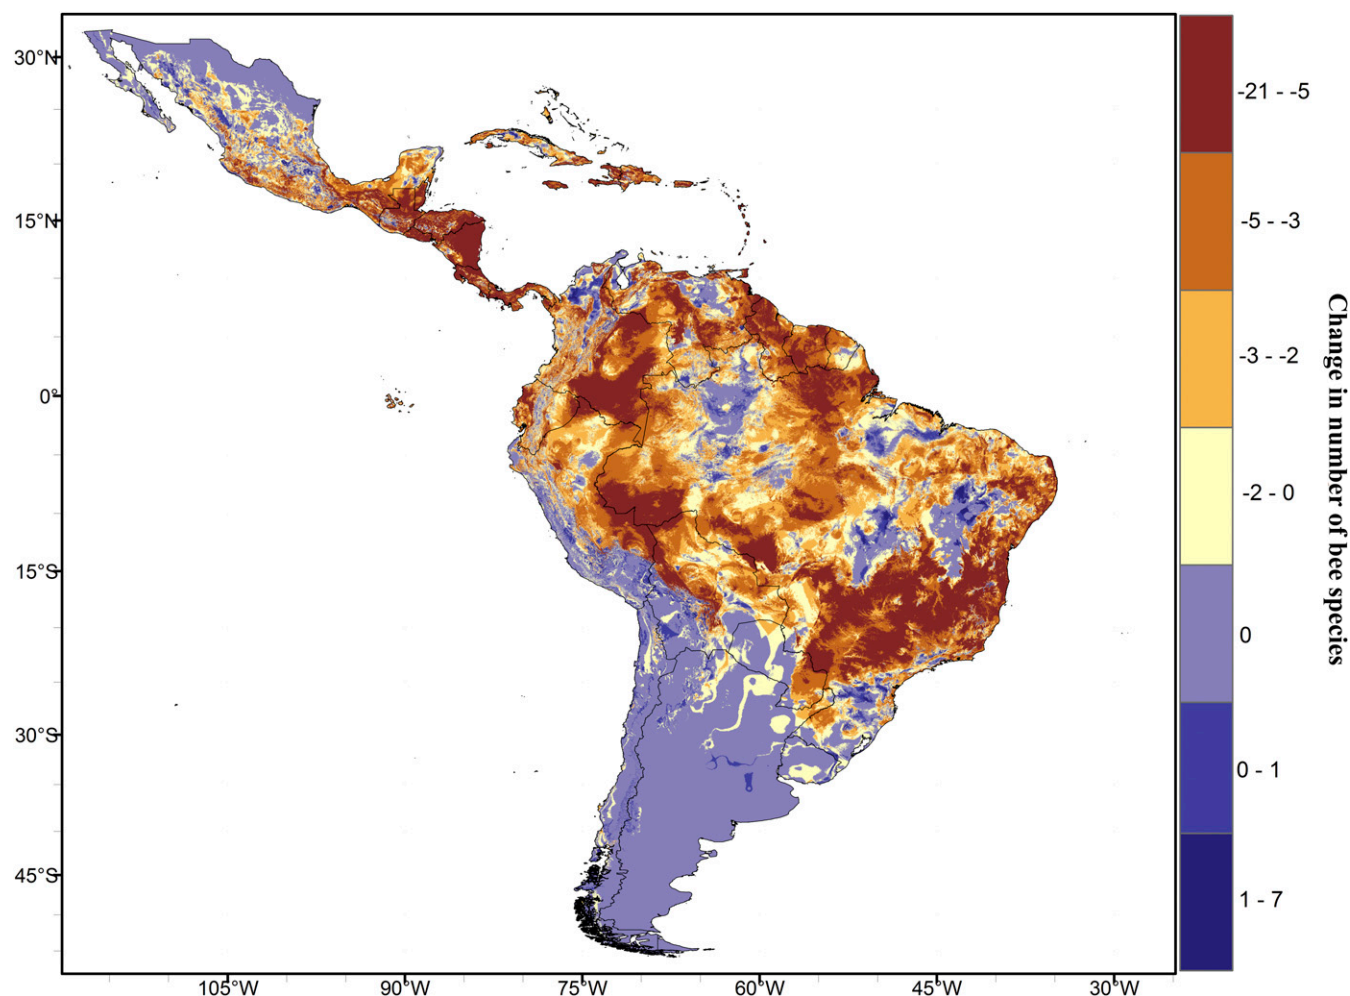 30°N
15°N
0°
15°S
30°S
45°S
105°W
90°W
75°W
60°W
45°W
30°W
-21 - -5
-5 - -3
-3 - -2
-2 - 0
0
0 - 1
1 - 7
Change in number of bee species